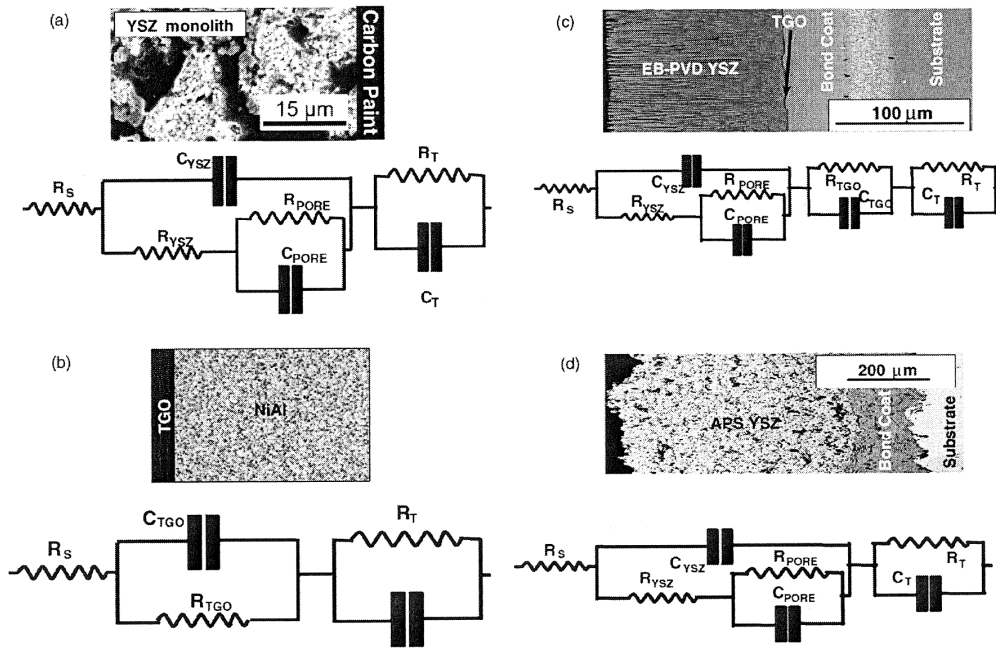 (a)
YSZ monolith
Carbon Paint
15 μm
C_YSZ
R_T
R_S
R_PORE
R_YSZ
C_PORE
C_T
(b)
TGO
NiAl
C_TGO
R_T
R_S
R_TGO
(c)
TGO
EB-PVD YSZ
Bond Coat
Substrate
100 μm
C_YSZ
R_PORE
R_TGO
R_T
R_S
R_YSZ
C_PORE
C_TGO
C_T
(d)
200 μm
APS YSZ
Bond Coat
Substrate
R_S
C_YSZ
R_PORE
R_T
R_YSZ
C_PORE
C_T